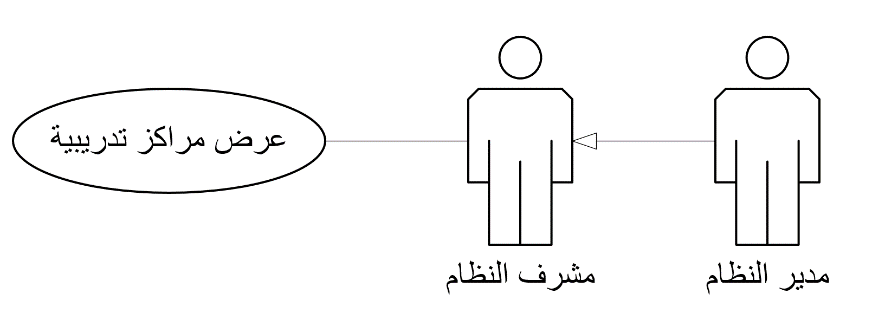 عرض مراكز تدريبية
مدير النظام
مشرف النظام